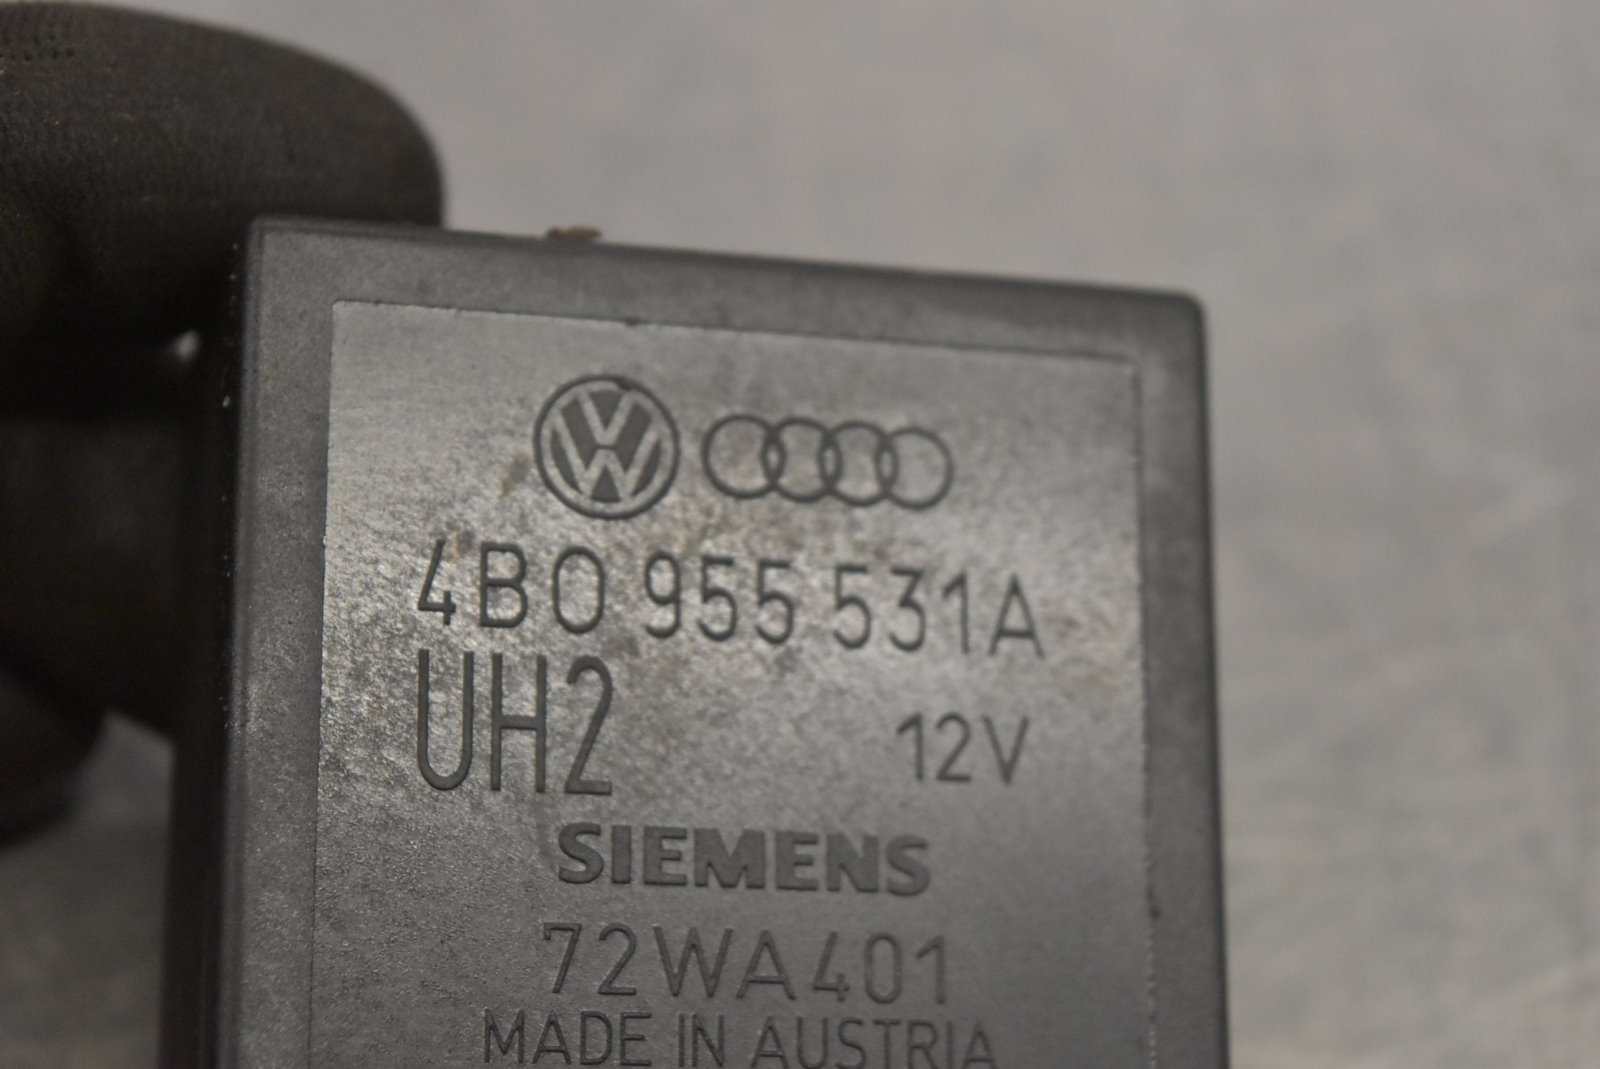 4B0 955 531A
UH2 12V
SIEMENS
72WA401
MADE IN AUSTRIA